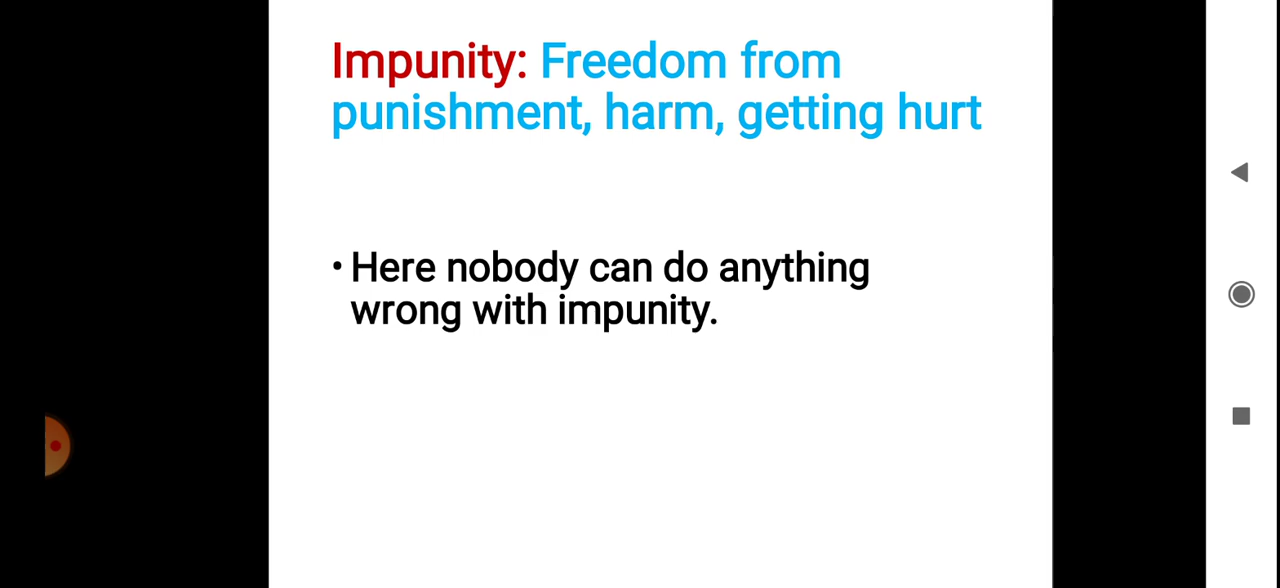 Impunity: Freedom from
punishment, harm, getting hurt
• Here nobody can do anything
wrong with impunity.